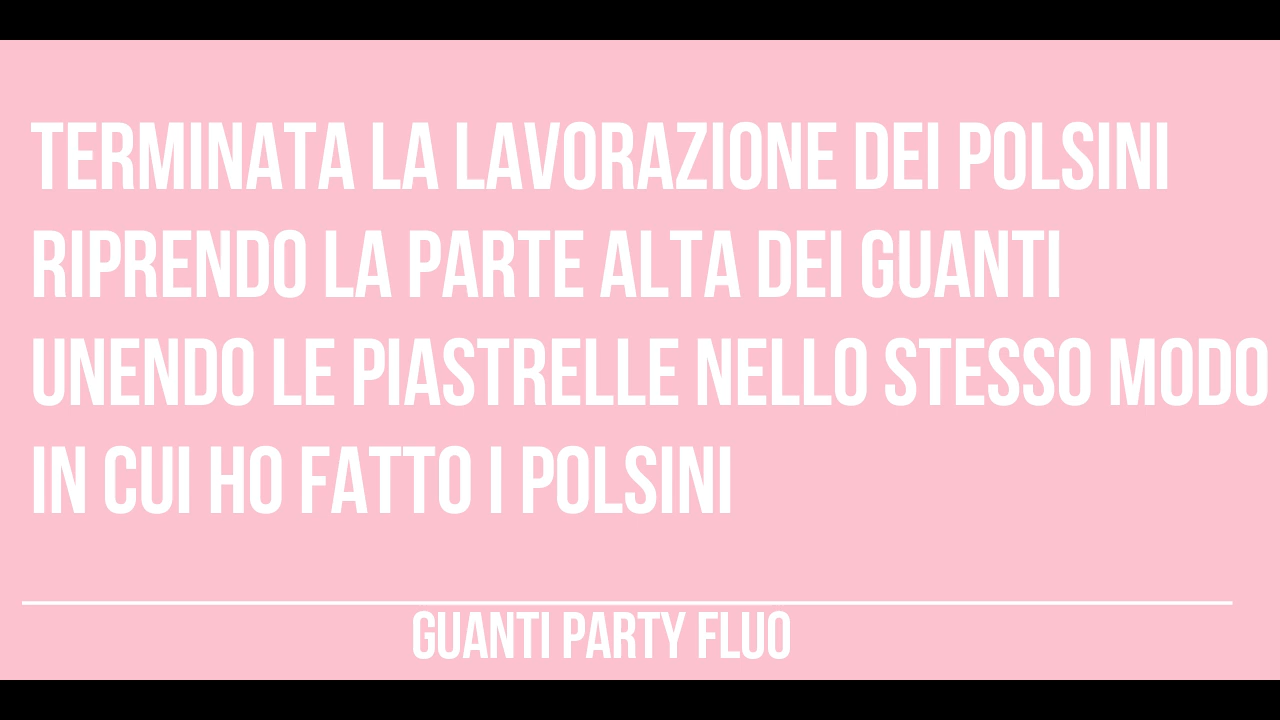 TERMINATA LA LAVORAZIONE DEI POLSINI
RIPRENDO LA PARTE ALTA DEI GUANTI
UNENDO LE PIASTRELLE NELLO STESSO MODO
IN CUI HO FATTO I POLSINI
GUANTI PARTY FLUO